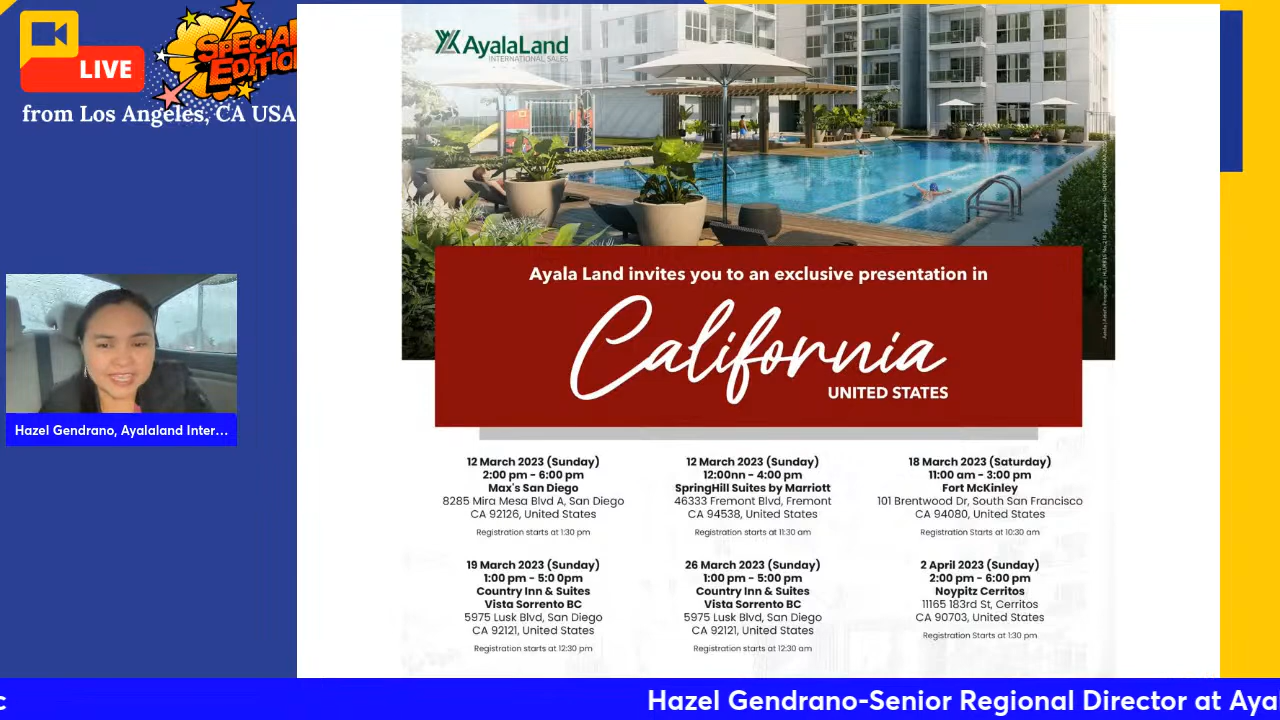 LIVE
SPECIAL
EDITION
from Los Angeles, CA USA
AyalaLand
INTERNATIONAL SALES
Ayala Land invites you to an exclusive presentation in
California
UNITED STATES
12 March 2023 (Sunday)
2:00 pm - 6:00 pm
Max's San Diego
8285 Mira Mesa Blvd A, San Diego
CA 92126, United States
Registration starts at 1:30 pm
12 March 2023 (Sunday)
12:00nn - 4:00 pm
SpringHill Suites by Marriott
46333 Fremont Blvd, Fremont
CA 94538, United States
Registration starts at 11:30 am
18 March 2023 (Saturday)
11:00 am - 3:00 pm
Fort McKinley
101 Brentwood Dr, South San Francisco
CA 94080, United States
Registration Starts at 10:30 am
19 March 2023 (Sunday)
1:00 pm - 5:0 0pm
Country Inn & Suites
Vista Sorrento BC
5975 Lusk Blvd, San Diego
CA 92121, United States
Registration starts at 12:30 pm
26 March 2023 (Sunday)
1:00 pm - 5:00 pm
Country Inn & Suites
Vista Sorrento BC
5975 Lusk Blvd, San Diego
CA 92121, United States
Registration starts at 12:30 am
2 April 2023 (Sunday)
2:00 pm - 6:00 pm
Noypitz Cerritos
11165 183rd St, Cerritos
CA 90703, United States
Registration Starts at 1:30 pm
Hazel Gendrano, Ayalaland Inter...
c
Hazel Gendrano-Senior Regional Director at Aya